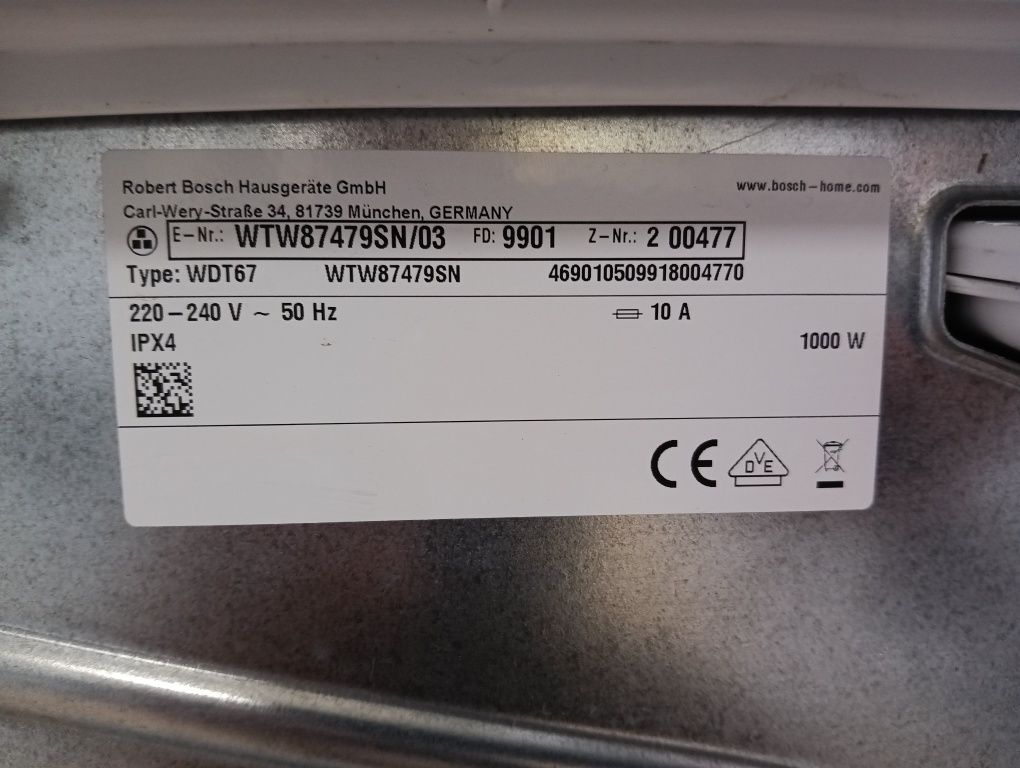 Robert Bosch Hausgeräte GmbH
www.bosch-home.com
Carl-Wery-Straße 34, 81739 München, GERMANY
E-Nr.: WTW87479SN/03 FD: 9901 Z-Nr.: 2 00477
Type: WDT67 WTW87479SN 469010509918004770
220-240 V ~ 50 Hz 10 A
IPX4 1000 W
CE DVE